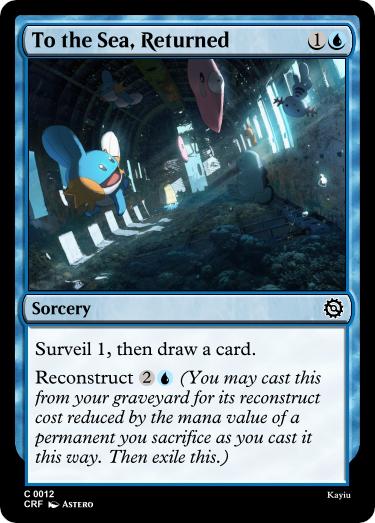 To the Sea, Returned 1
Sorcery
Surveil 1, then draw a card.
Reconstruct 2 (You may cast this
from your graveyard for its reconstruct
cost reduced by the mana value of a
permanent you sacrifice as you cast it
this way. Then exile this.)
C 0012
CRF ASTERO
Kayiu